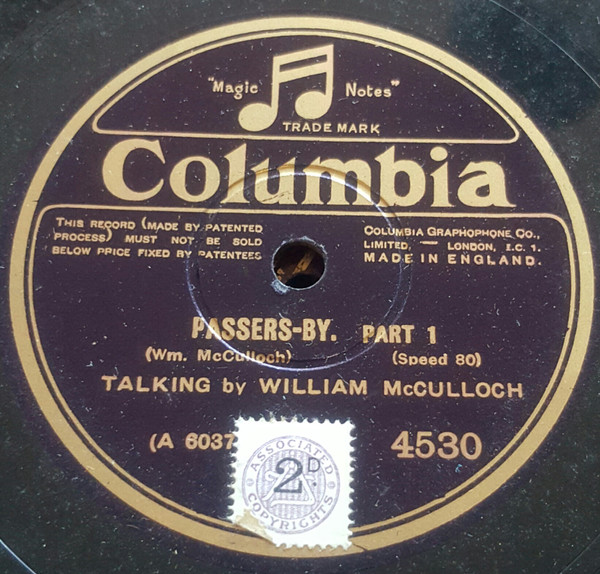 "Magic Notes"
TRADE MARK
Columbia
THIS RECORD (MADE BY PATENTED
PROCESS) MUST NOT BE SOLD
BELOW PRICE FIXED BY PATENTEES
COLUMBIA GRAPHOPHONE CO.,
LIMITED, — LONDON, E.C. 1.
MADE IN ENGLAND.
PASSERS-BY. PART 1
(Wm. McCulloch) (Speed 80)
TALKING by WILLIAM McCULLOCH
(A 6037
4530
ASSOCIATED
2D.
COPYRIGHTS